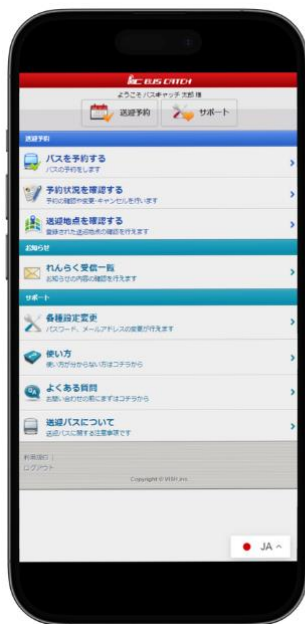 BUS CATCH
ようこそ バスキャッチ 太郎 様
送迎予約
サポート
送迎予約
バスを予約する
バスの予約をします
予約状況を確認する
予約の確認や変更・キャンセルを行います
送迎地点を確認する
登録された送迎地点の確認を行えます
お知らせ
れんらく受信一覧
お知らせの内容の確認を行えます
サポート
各種設定変更
パスワード、メールアドレスの変更が行えます
使い方
使い方が分からない方はコチラから
よくある質問
お問い合わせの前にまずはコチラから
送迎バスについて
送迎バスに関する注意事項です
利用規約 |
ログアウト
Copyright © VISH, inc.
JA